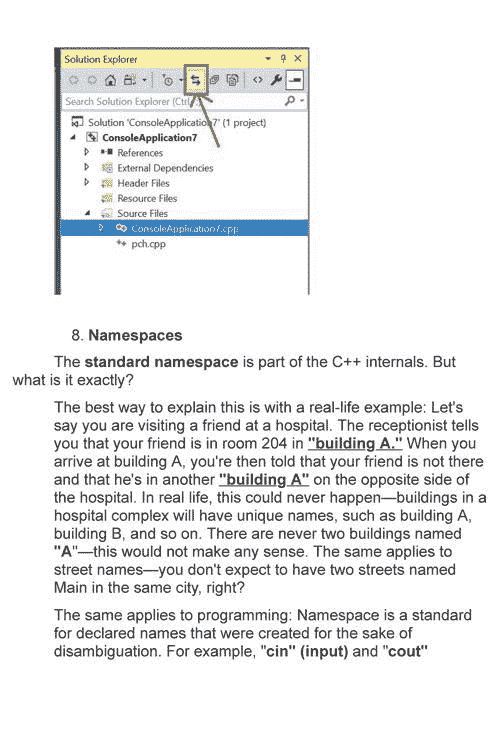 Solution Explorer
Search Solution Explorer (Ctrl
Solution 'ConsoleApplication7' (1 project)
ConsoleApplication7
References
External Dependencies
Header Files
Resource Files
Source Files
ConsoleApplication7.cpp
pch.cpp
8. Namespaces
The standard namespace is part of the C++ internals. But
what is it exactly?
The best way to explain this is with a real-life example: Let's
say you are visiting a friend at a hospital. The receptionist tells
you that your friend is in room 204 in "building A." When you
arrive at building A, you're then told that your friend is not there
and that he's in another "building A" on the opposite side of
the hospital. In real life, this could never happen—buildings in a
hospital complex will have unique names, such as building A,
building B, and so on. There are never two buildings named
"A"—this would not make any sense. The same applies to
street names—you don't expect to have two streets named
Main in the same city, right?
The same applies to programming: Namespace is a standard
for declared names that were created for the sake of
disambiguation. For example, "cin" (input) and "cout"